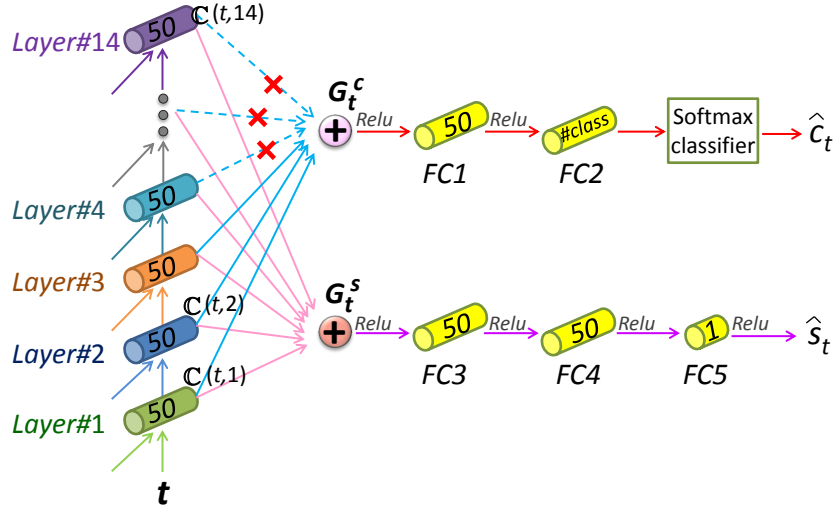 Layer#14
50
ℂ(t,14)
G_t^c
Relu
50
Relu
#class
Softmax
classifier
ĉ_t
FC1
FC2
Layer#4
50
Layer#3
50
ℂ(t,2)
G_t^s
Relu
50
Relu
50
Relu
1
Relu
ŝ_t
Layer#2
50
ℂ(t,1)
FC3
FC4
FC5
Layer#1
50
t